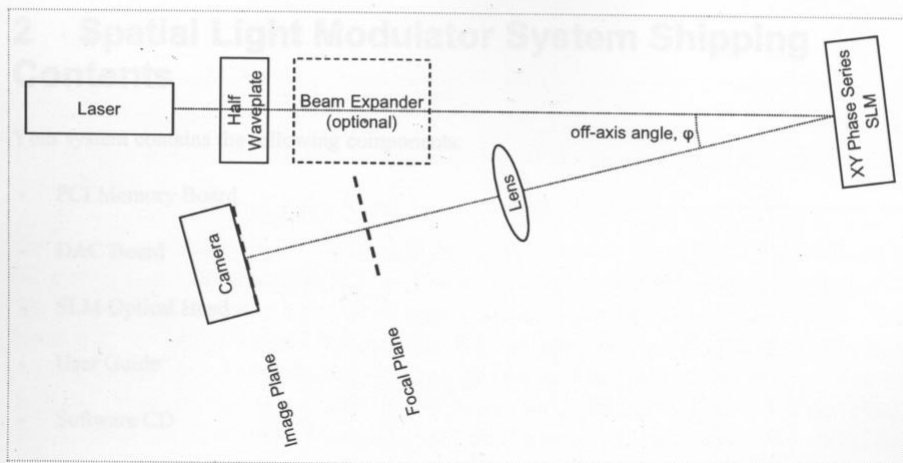 2 Spatial Light Modulator System Shipping
Contents
Laser
Half
Waveplate
Beam Expander
(optional)
off-axis angle, φ
XY Phase Series
SLM
Lens
Camera
Image Plane
Focal Plane
system contains the following components
- PCI Memory Board
- DAC Board
- SLM Optical Head
- User Guide
- Software CD